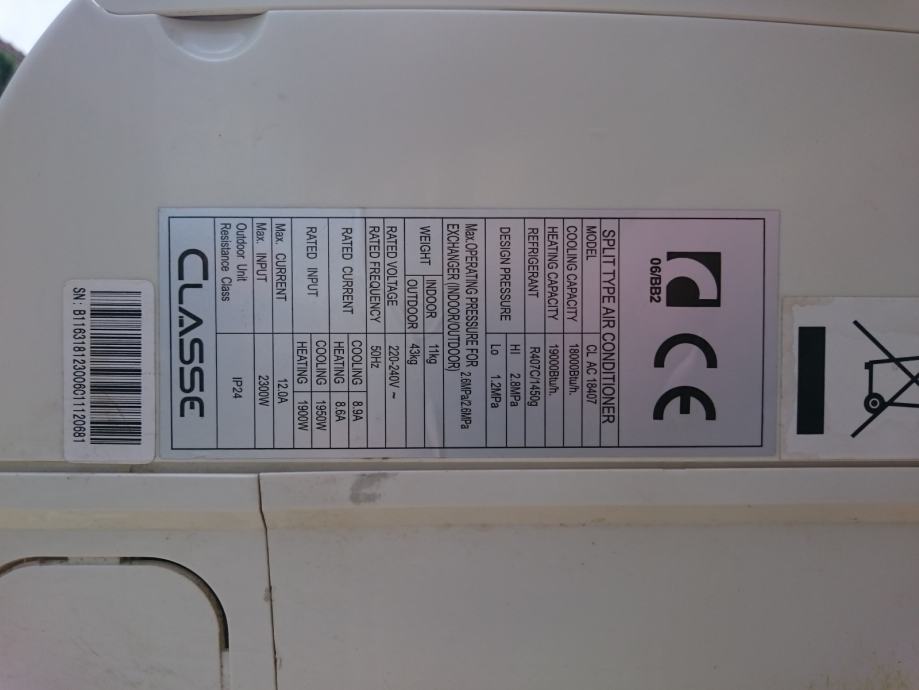 CE
06/BB2
SPLIT TYPE AIR CONDITIONER
MODEL CL AC 18407
COOLING CAPACITY 18000Btu/h.
HEATING CAPACITY 19000Btu/h.
REFRIGERANT R407C/1450g
DESIGN PRESSURE HI 2.8MPa
Lo 1.2MPa
Max.OPERATING PRESSURE FOR
EXCHANGER (INDOOR/OUTDOOR) 2.6MPa/2.6MPa
WEIGHT INDOOR 11kg
OUTDOOR 43kg
RATED VOLTAGE 220-240V ~
RATED FREQUENCY 50Hz
RATED CURRENT COOLING 8.9A
HEATING 8.6A
RATED INPUT COOLING 1950W
HEATING 1900W
Max. CURRENT 12.0A
Max. INPUT 2300W
Outdoor Unit
Resistance Class IP24
CLASSE
SN: B116318123006011120681